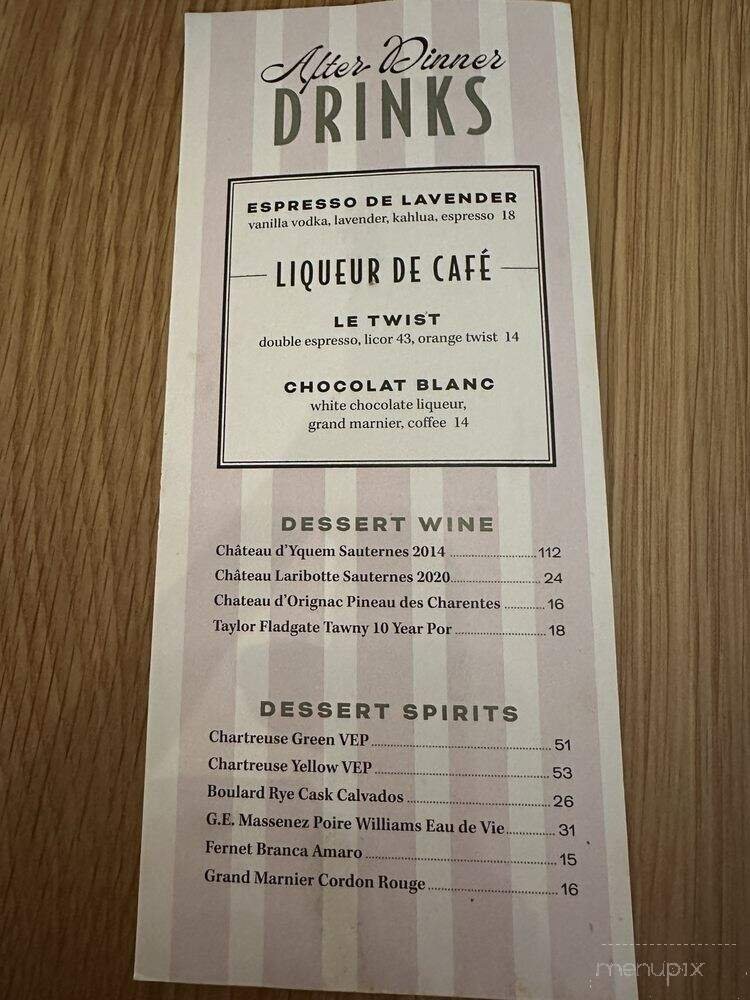 After Dinner
DRINKS
ESPRESSO DE LAVENDER
vanilla vodka, lavender, kahlua, espresso 18
LIQUEUR DE CAFÉ
LE TWIST
double espresso, licor 43, orange twist 14
CHOCOLAT BLANC
white chocolate liqueur,
grand marnier, coffee 14
DESSERT WINE
Château d'Yquem Sauternes 2014 ........................ 112
Château Laribotte Sauternes 2020........................ 24
Chateau d'Orignac Pineau des Charentes ........... 16
Taylor Fladgate Tawny 10 Year Por ........................ 18
DESSERT SPIRITS
Chartreuse Green VEP ........................ 51
Chartreuse Yellow VEP ........................ 53
Boulard Rye Cask Calvados ........................ 26
G.E. Massenez Poire Williams Eau de Vie............. 31
Fernet Branca Amaro ........................ 15
Grand Marnier Cordon Rouge ........................ 16
menupix